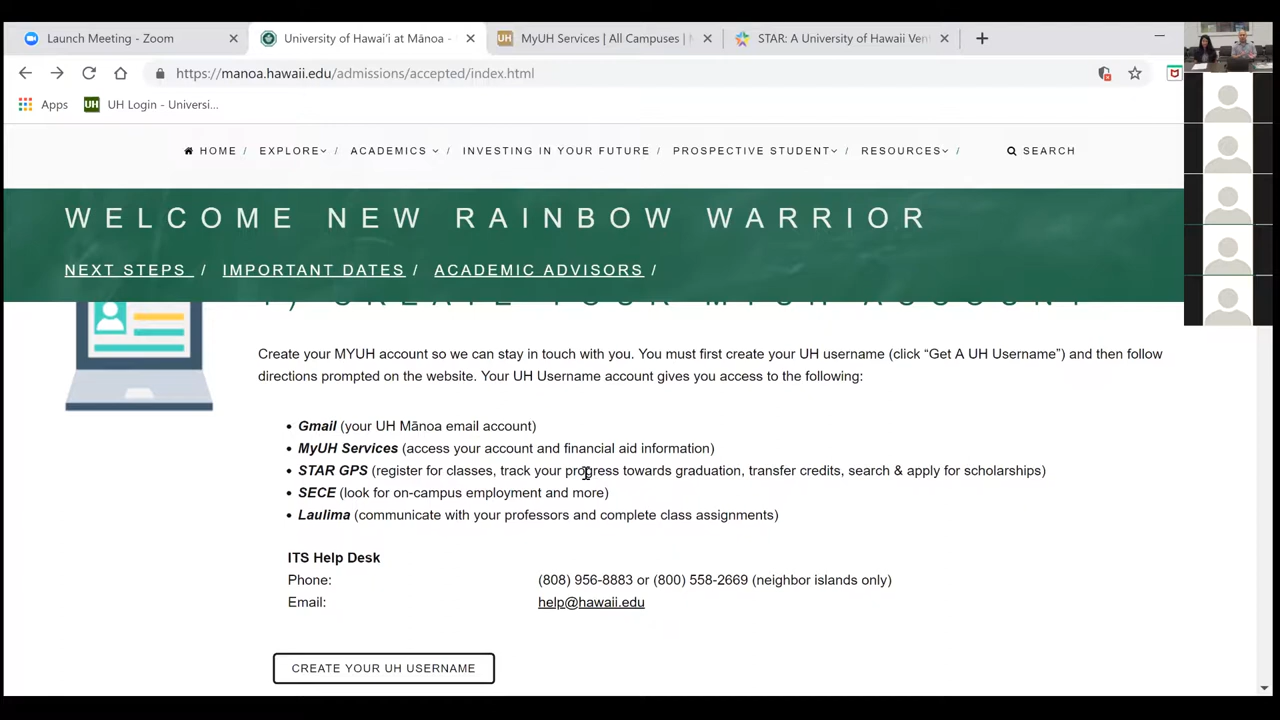 Launch Meeting - Zoom
University of Hawai'i at Mānoa -
MyUH Services | All Campuses |
STAR: A University of Hawaii Ven
https://manoa.hawaii.edu/admissions/accepted/index.html
Apps
UH Login - Universi...
HOME / EXPLORE / ACADEMICS / INVESTING IN YOUR FUTURE / PROSPECTIVE STUDENT / RESOURCES / SEARCH
WELCOME NEW RAINBOW WARRIOR
NEXT STEPS / IMPORTANT DATES / ACADEMIC ADVISORS /
1) CREATE YOUR MYUH ACCOUNT
Create your MYUH account so we can stay in touch with you. You must first create your UH username (click “Get A UH Username”) and then follow
directions prompted on the website. Your UH Username account gives you access to the following:
• Gmail (your UH Mānoa email account)
• MyUH Services (access your account and financial aid information)
• STAR GPS (register for classes, track your progress towards graduation, transfer credits, search & apply for scholarships)
• SECE (look for on-campus employment and more)
• Laulima (communicate with your professors and complete class assignments)
ITS Help Desk
Phone: (808) 956-8883 or (800) 558-2669 (neighbor islands only)
Email: help@hawaii.edu
CREATE YOUR UH USERNAME